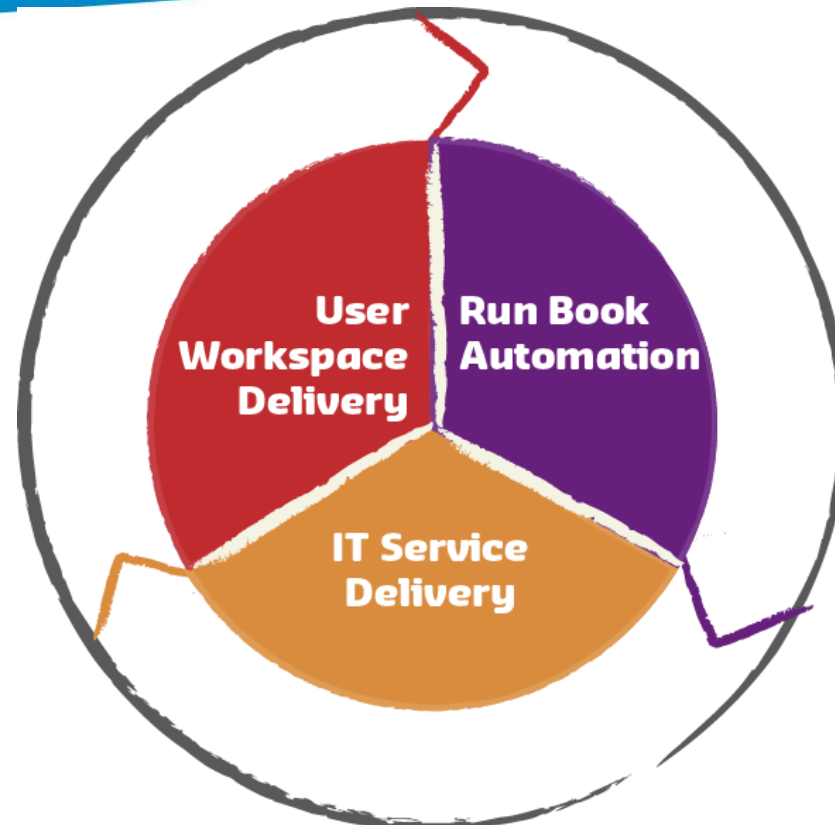 User
Workspace
Delivery
Run Book
Automation
IT Service
Delivery